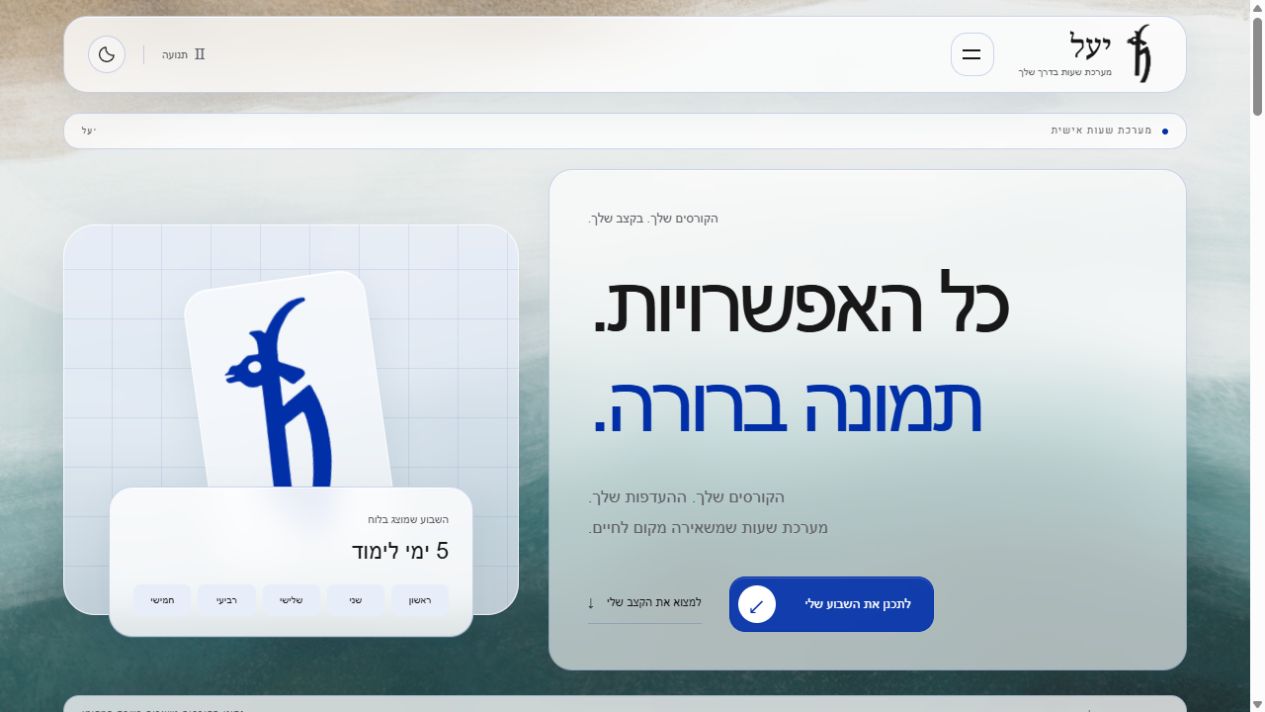 יעל
מערכת שעות בדרך שלך
תנועה
מערכת שעות אישית
יעל
הקורסים שלך. בקצב שלך.
כל האפשרויות.
תמונה ברורה.
הקורסים שלך. ההעדפות שלך.
מערכת שעות שמשאירה מקום לחיים.
לתכנן את השבוע שלי
למצוא את הקצב שלי ↓
השבוע שמוצג בלוח
5 ימי לימוד
ראשון
שני
שלישי
רביעי
חמישי